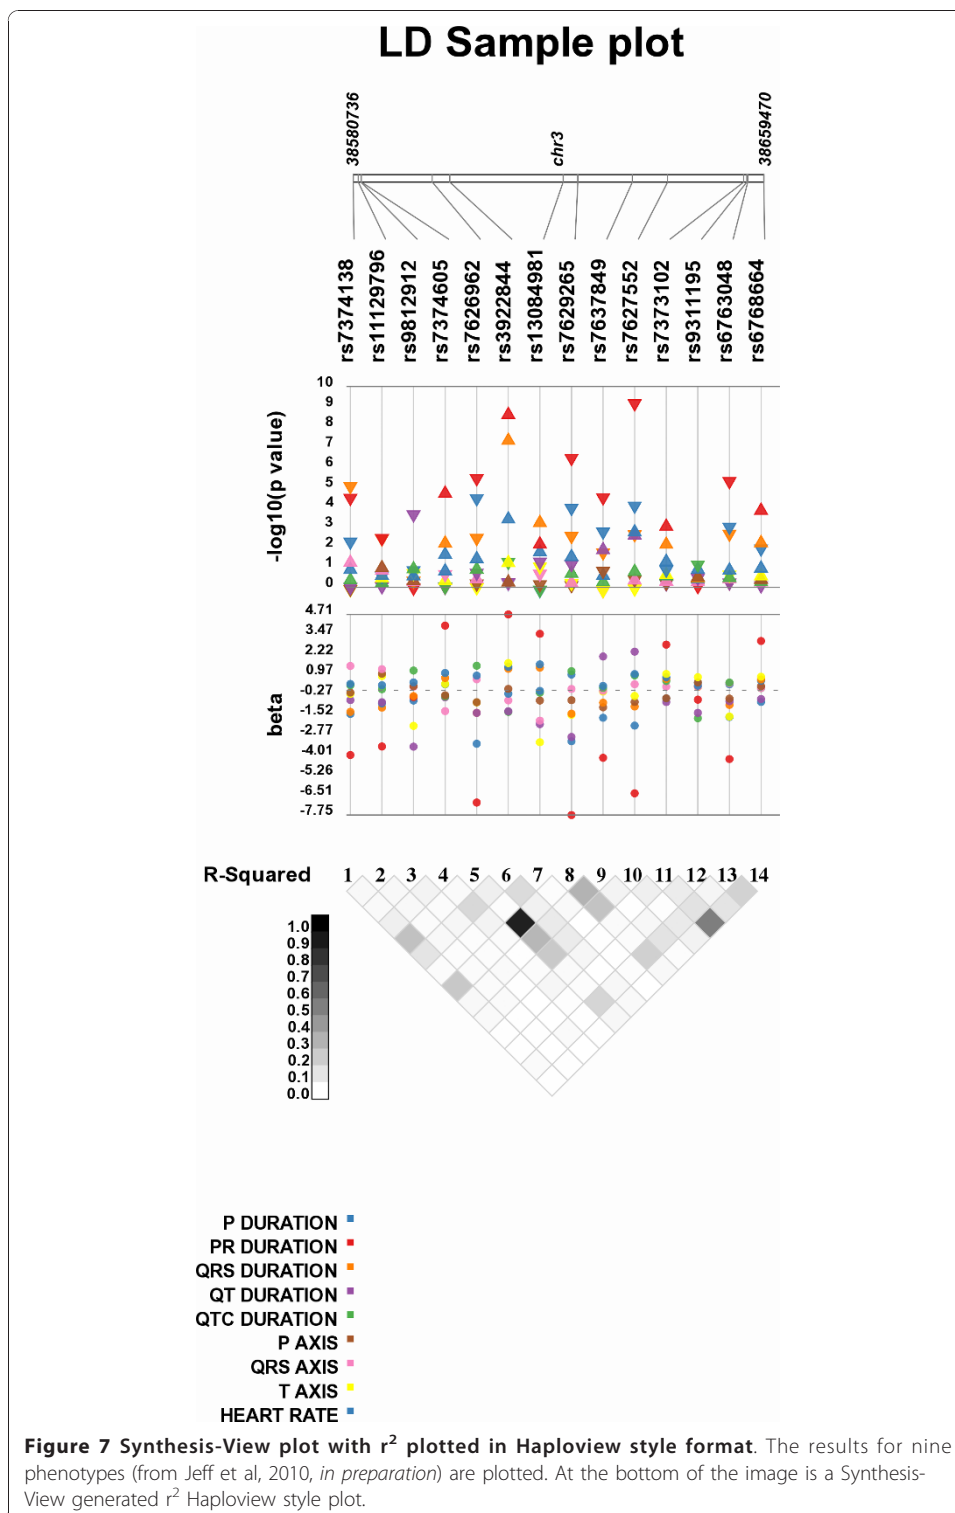 LD Sample plot
38580736
chr3
38659470
rs7374138
rs11129796
rs9812912
rs7374605
rs7626962
rs3922844
rs13084981
rs7629265
rs7637849
rs7627552
rs7373102
rs9311195
rs6763048
rs6768664
-log10(p value)
10
9
8
7
6
5
4
3
2
1
0
beta
4.71
3.47
2.22
0.97
-0.27
-1.52
-2.77
-4.01
-5.26
-6.51
-7.75
R-Squared 1 2 3 4 5 6 7 8 9 10 11 12 13 14
1.0
0.9
0.8
0.7
0.6
0.5
0.4
0.3
0.2
0.1
0.0
P DURATION
PR DURATION
QRS DURATION
QT DURATION
QTC DURATION
P AXIS
QRS AXIS
T AXIS
HEART RATE
Figure 7 Synthesis-View plot with r² plotted in Haploview style format. The results for nine
phenotypes (from Jeff et al, 2010, in preparation) are plotted. At the bottom of the image is a Synthesis-
View generated r² Haploview style plot.